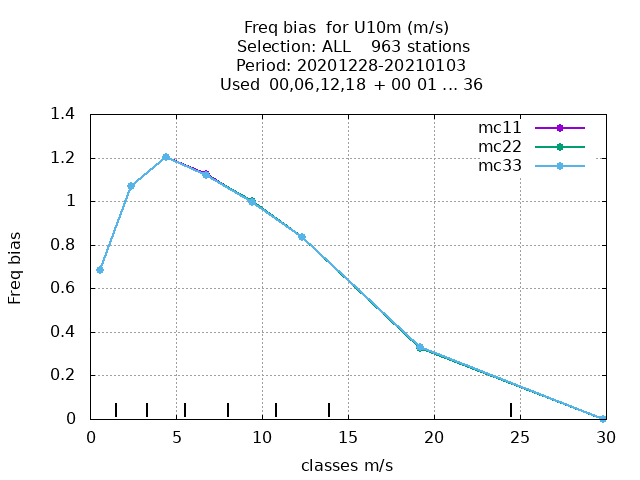 Freq bias  for U10m (m/s)
Selection: ALL    963 stations
Period: 20201228-20210103
Used  00,06,12,18  + 00 01 ... 36
mc11
mc22
mc33
1.4
1.2
1
0.8
0.6
0.4
0.2
0
Freq bias
0 5 10 15 20 25 30
classes m/s